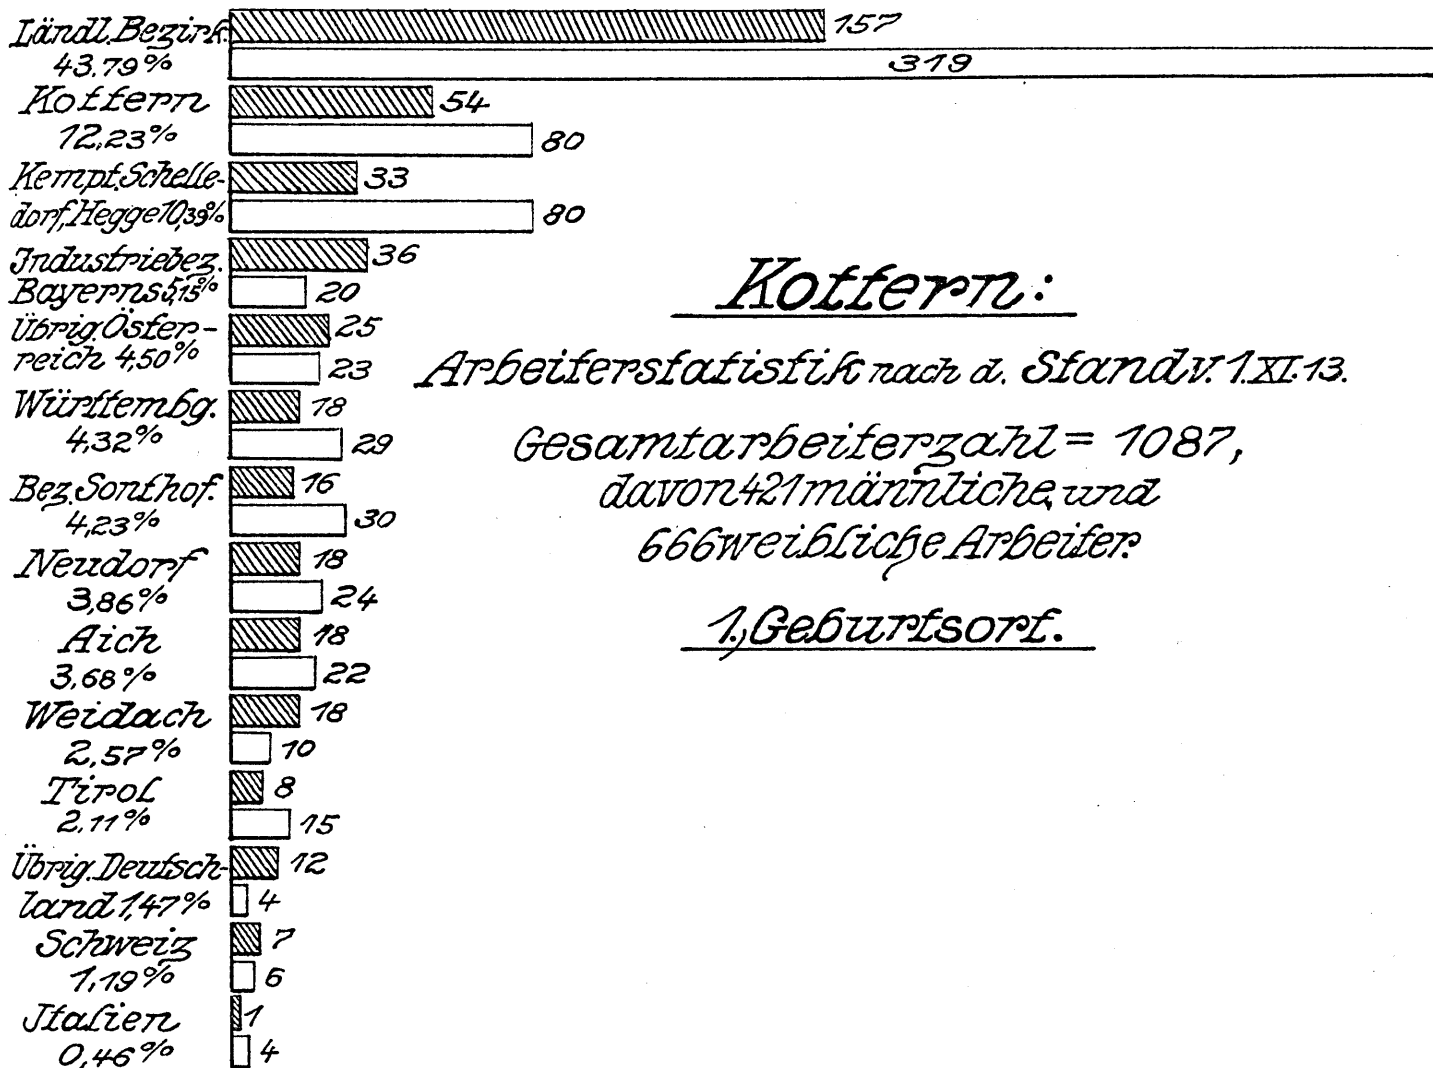 Ländl. Bezirk.
43.79%
157
319
Kottern
12,23%
54
80
Kempt. Schelle-
dorf, Hegge 10,39%
33
80
Industriebez.
Bayerns 5,15%
36
20
Übrig. Öster-
reich 4,50%
25
23
Württembg.
4,32%
18
29
Bez. Sonthof.
4,23%
16
30
Neudorf
3,86%
18
24
Aich
3,68%
18
22
Weidach
2,57%
18
10
Tirol
2.11%
8
15
Übrig. Deutsch-
land 1,47%
12
4
Schweiz
1,19%
7
6
Italien
0,46%
1
4
Kottern:
Arbeiterstatistik nach d. Stand v. 1. XI. 13.
Gesamtarbeiterzahl = 1087,
davon 421 männliche und
666 weibliche Arbeiter.
1., Geburtsort.